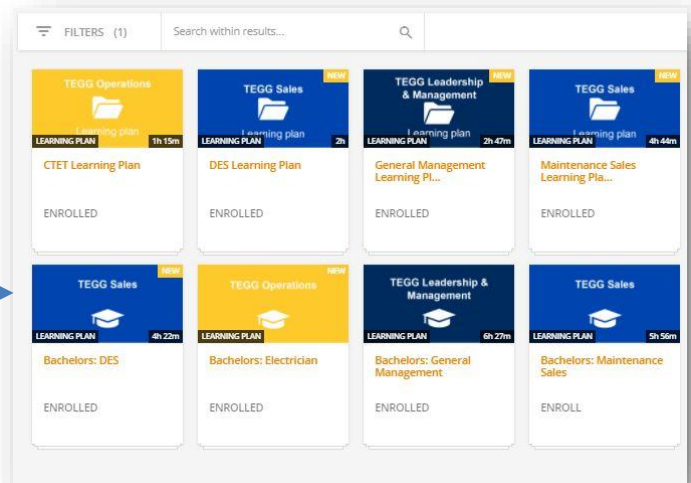 FILTERS (1)
Search within results...
TEGG Operations
Learning plan
LEARNING PLAN
1h 15m
CTET Learning Plan
ENROLLED
NEW
TEGG Sales
Learning plan
LEARNING PLAN
2h
DES Learning Plan
ENROLLED
NEW
TEGG Leadership
& Management
Learning plan
LEARNING PLAN
2h 47m
General Management
Learning Pl...
ENROLLED
NEW
TEGG Sales
Learning plan
LEARNING PLAN
4h 44m
Maintenance Sales
Learning Pla...
ENROLLED
NEW
TEGG Sales
LEARNING PLAN
4h 22m
Bachelors: DES
ENROLLED
NEW
TEGG Operations
LEARNING PLAN
Bachelors: Electrician
ENROLLED
TEGG Leadership &
Management
LEARNING PLAN
6h 27m
Bachelors: General
Management
ENROLLED
TEGG Sales
LEARNING PLAN
5h 56m
Bachelors: Maintenance
Sales
ENROLL